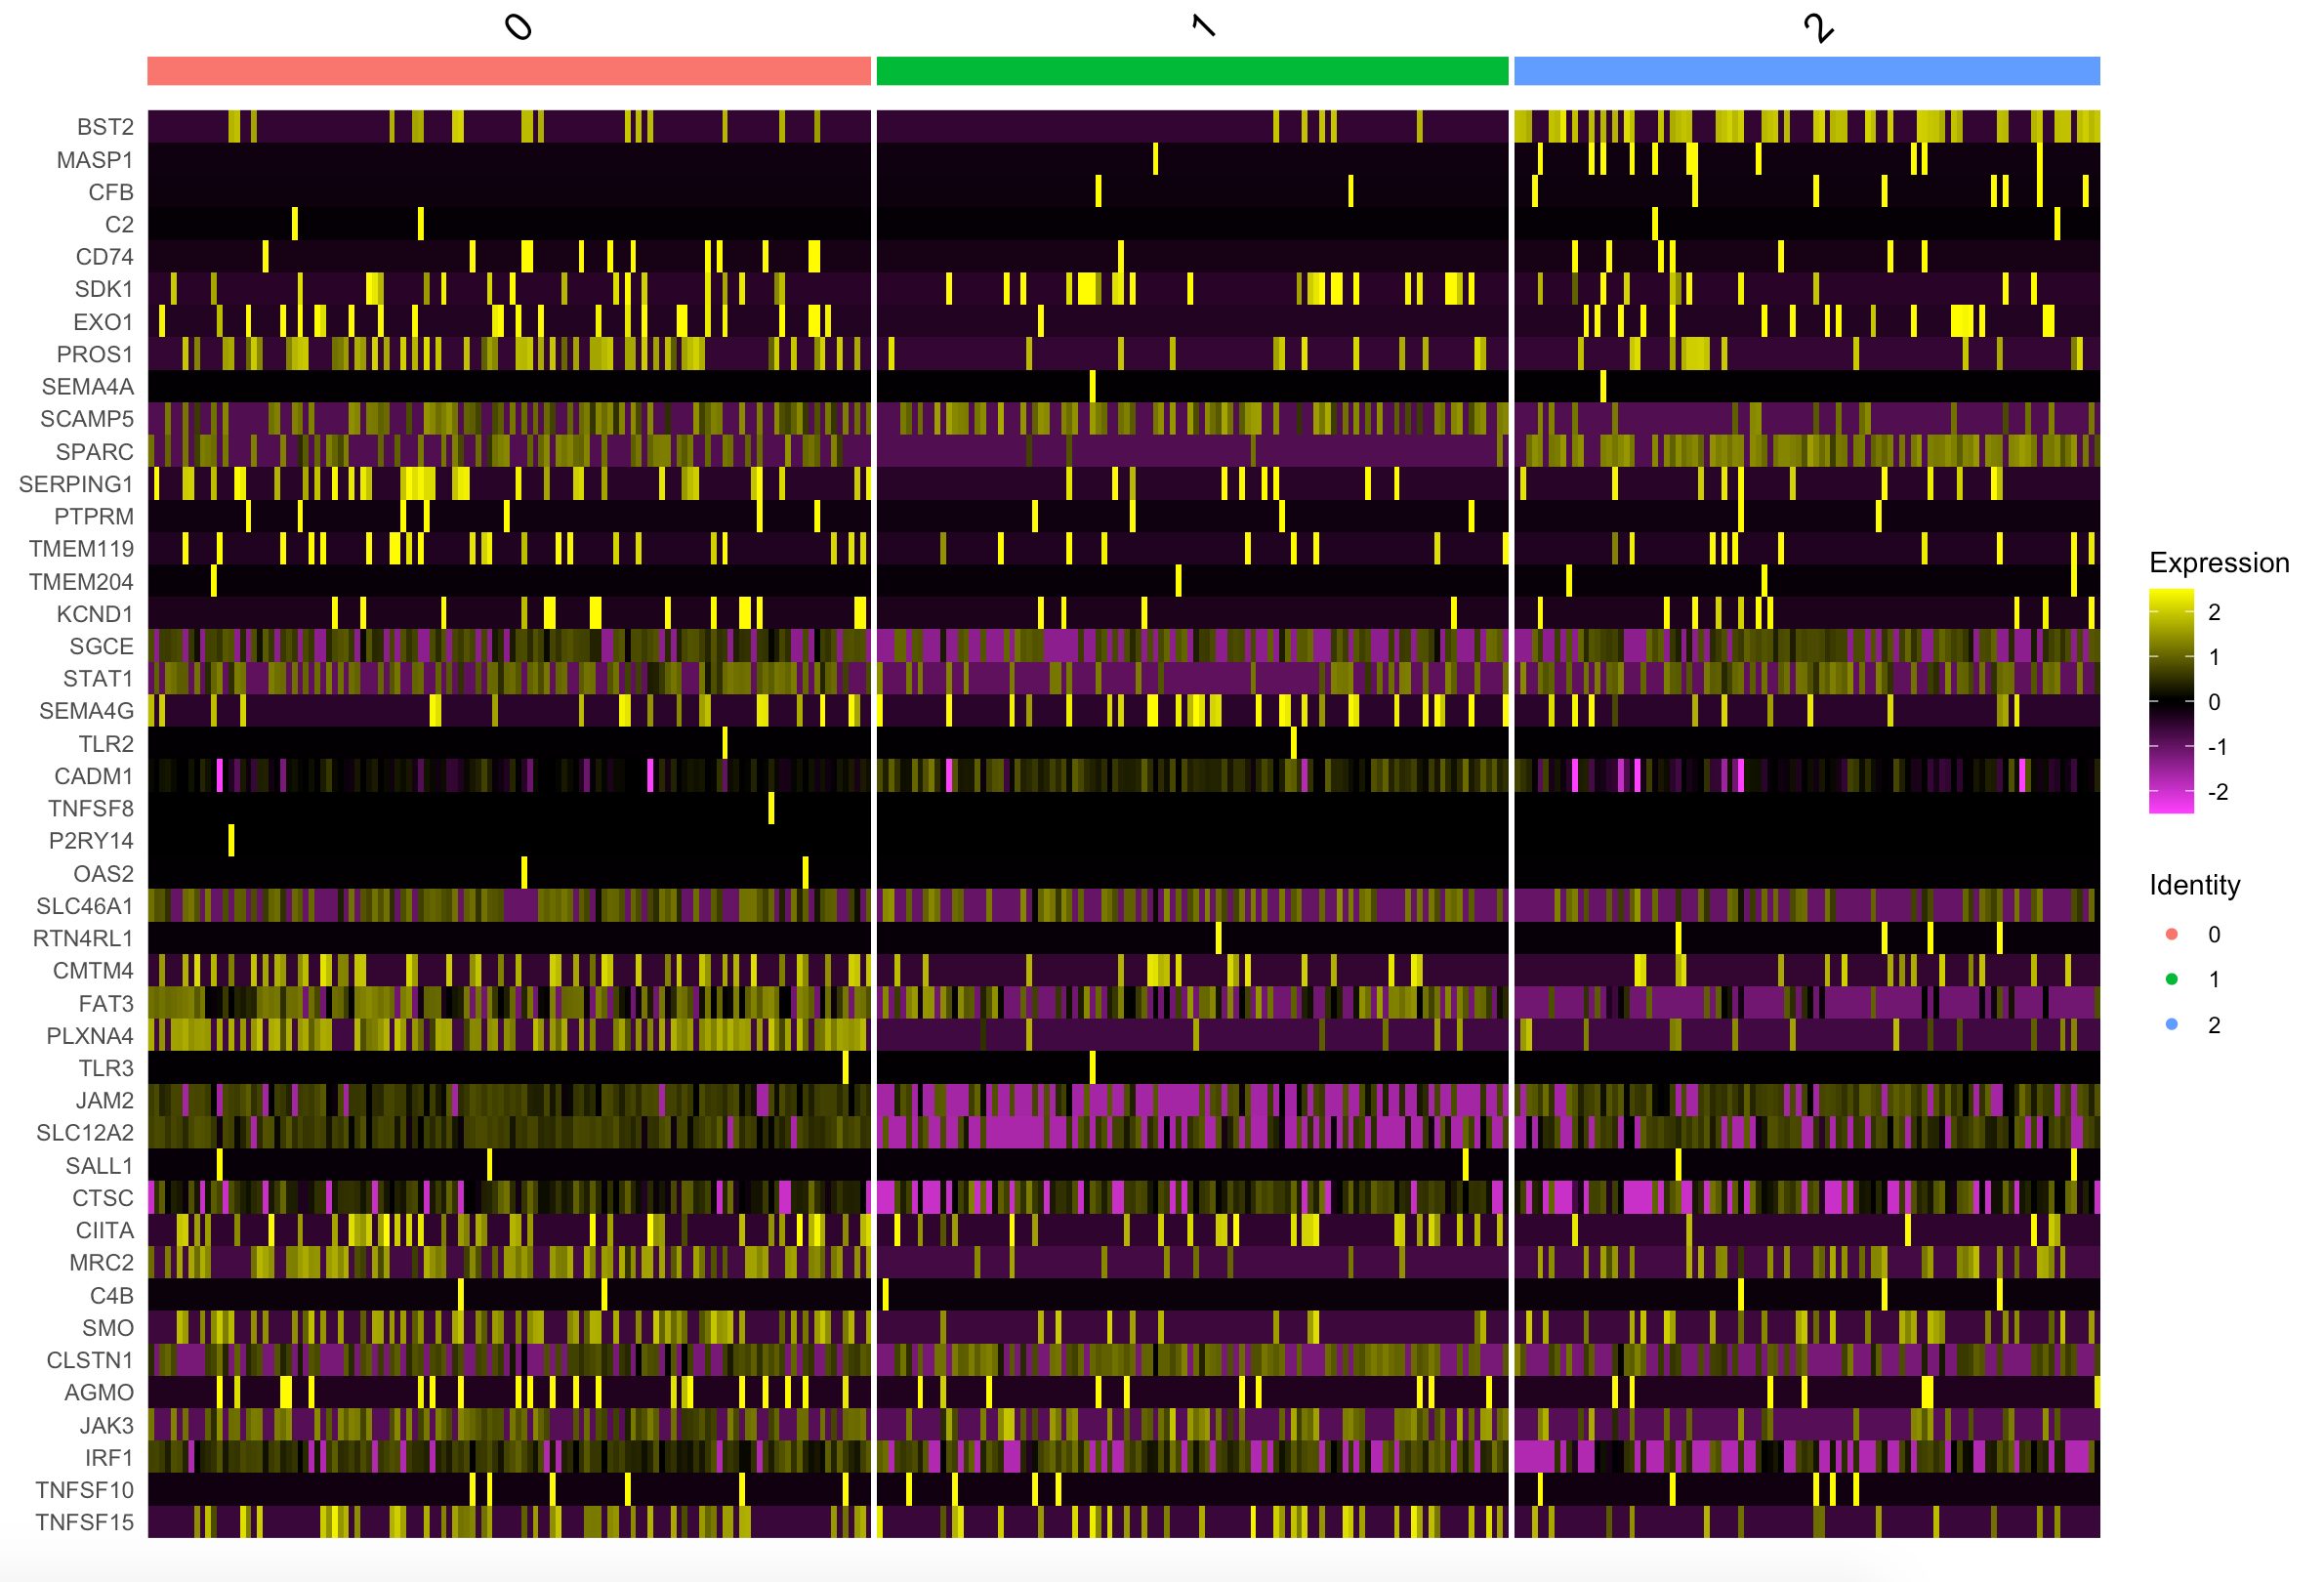 0 1 2
BST2
MASP1
CFB
C2
CD74
SDK1
EXO1
PROS1
SEMA4A
SCAMP5
SPARC
SERPING1
PTPRM
TMEM119
TMEM204
KCND1
SGCE
STAT1
SEMA4G
TLR2
CADM1
TNFSF8
P2RY14
OAS2
SLC46A1
RTN4RL1
CMTM4
FAT3
PLXNA4
TLR3
JAM2
SLC12A2
SALL1
CTSC
CIITA
MRC2
C4B
SMO
CLSTN1
AGMO
JAK3
IRF1
TNFSF10
TNFSF15
Expression
2
1
0
-1
-2
Identity
0
1
2